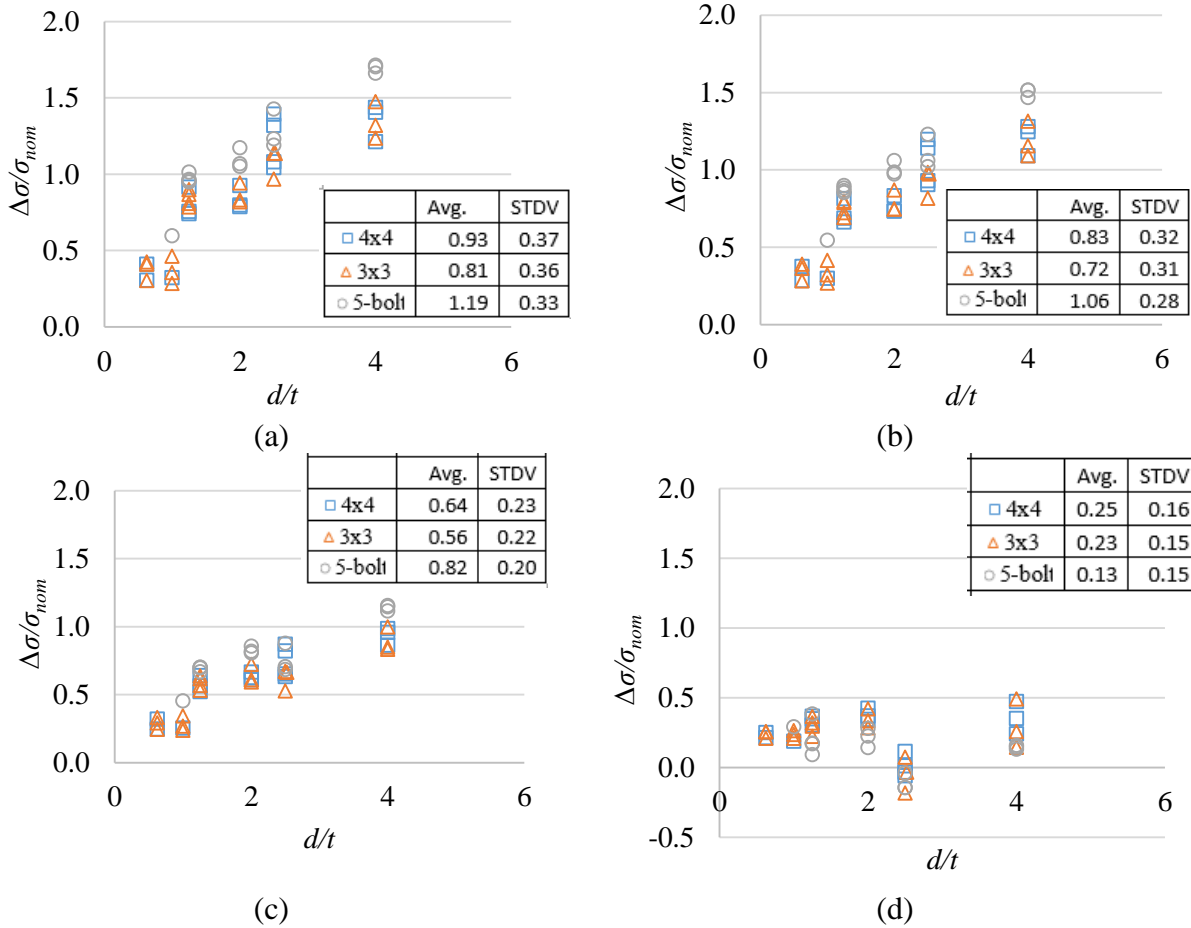 2.0
1.5
1.0
0.5
0.0
0 2 4 6
Δσ/σnom
d/t
Avg. STDV
4x4 0.93 0.37
3x3 0.81 0.36
5-bolt 1.19 0.33
(a)
2.0
1.5
1.0
0.5
0.0
0 2 4 6
Δσ/σnom
d/t
Avg. STDV
4x4 0.83 0.32
3x3 0.72 0.31
5-bolt 1.06 0.28
(b)
2.0
1.5
1.0
0.5
0.0
0 2 4 6
Δσ/σnom
d/t
Avg. STDV
4x4 0.64 0.23
3x3 0.56 0.22
5-bolt 0.82 0.20
(c)
2.0
1.5
1.0
0.5
0.0
-0.5
0 2 4 6
Δσ/σnom
d/t
Avg. STDV
4x4 0.25 0.16
3x3 0.23 0.15
5-bolt 0.13 0.15
(d)